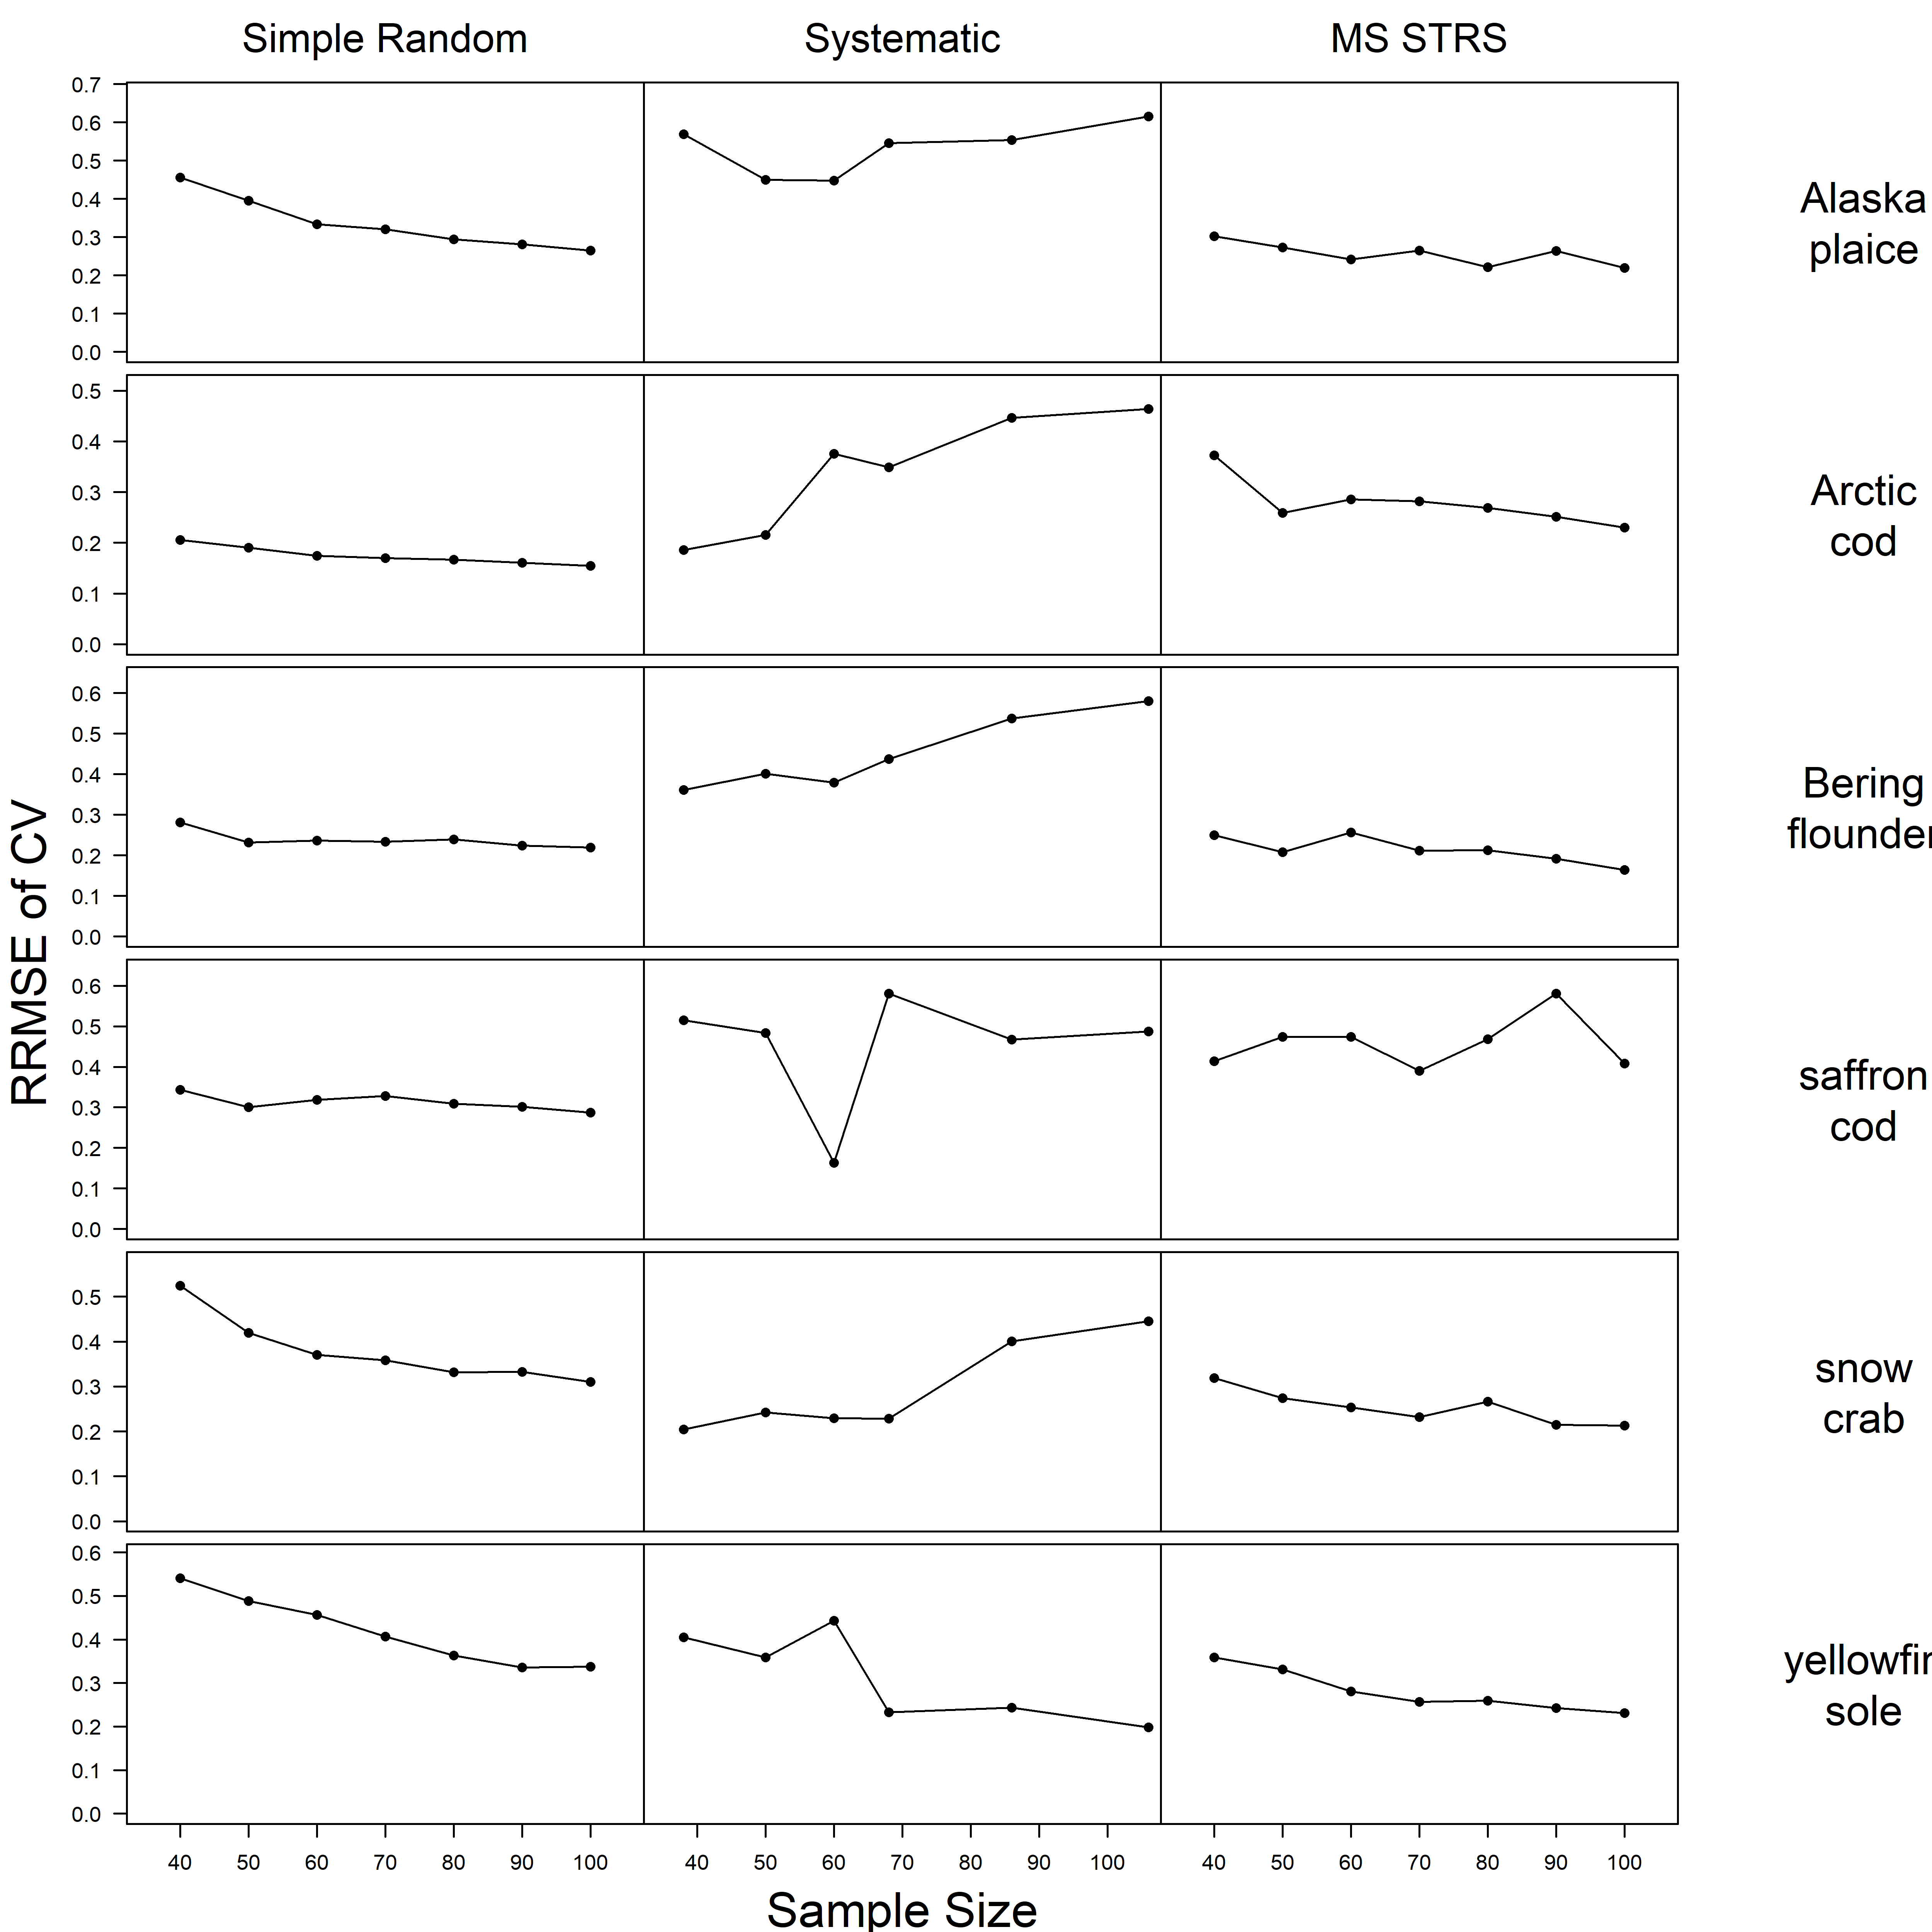 Simple Random Systematic MS STRS
0.7
0.6
0.5
0.4
0.3
0.2
0.1
0.0
Alaska
plaice
0.5
0.4
0.3
0.2
0.1
0.0
Arctic
cod
0.6
0.5
0.4
0.3
0.2
0.1
0.0
Bering
flounder
RRMSE of CV
0.6
0.5
0.4
0.3
0.2
0.1
0.0
saffron
cod
0.5
0.4
0.3
0.2
0.1
0.0
snow
crab
0.6
0.5
0.4
0.3
0.2
0.1
0.0
yellowfin
sole
40 50 60 70 80 90 100 40 50 60 70 80 90 100 40 50 60 70 80 90 100
Sample Size